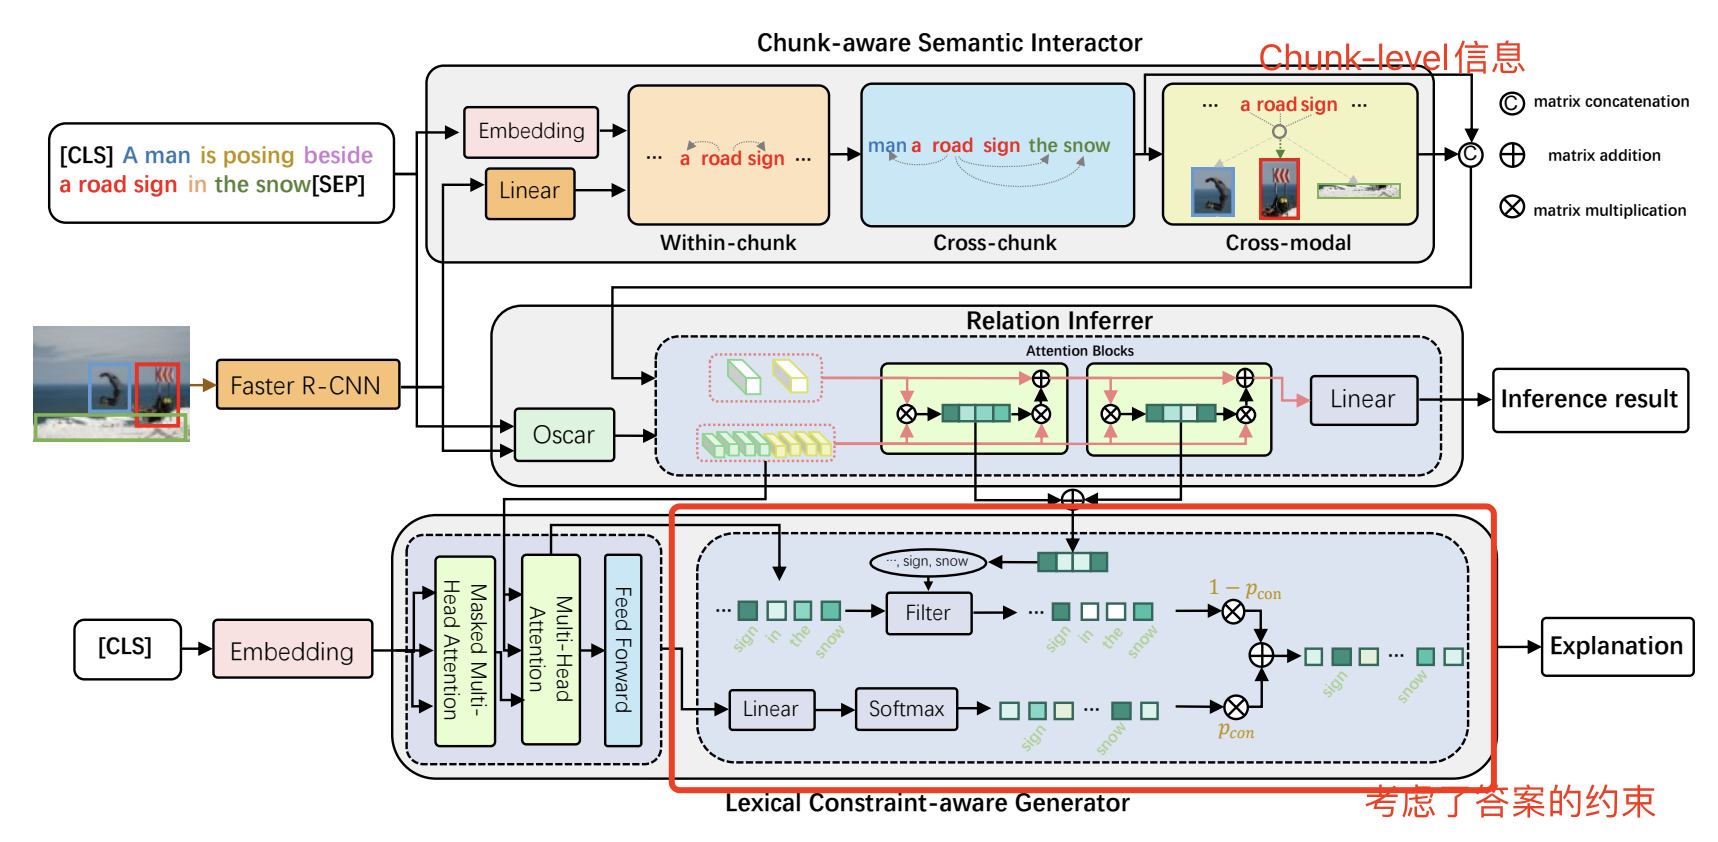 Chunk-aware Semantic Interactor
Chunk-level信息
[CLS] A man is posing beside
a road sign in the snow[SEP]
Embedding
Linear
... a road sign ...
Within-chunk
man a road sign the snow
Cross-chunk
... a road sign ...
Cross-modal
C
C matrix concatenation
matrix addition
matrix multiplication
Relation Inferrer
Faster R-CNN
Oscar
Attention Blocks
Linear
Inference result
[CLS]
Embedding
Masked Multi-
Head Attention
Multi-Head
Attention
Feed Forward
..., sign, snow
... sign in the snow
Filter
... sign in the snow
1 − pcon
Linear
Softmax
sign ... snow
pcon
sign ... snow
Explanation
Lexical Constraint-aware Generator
考虑了答案的约束